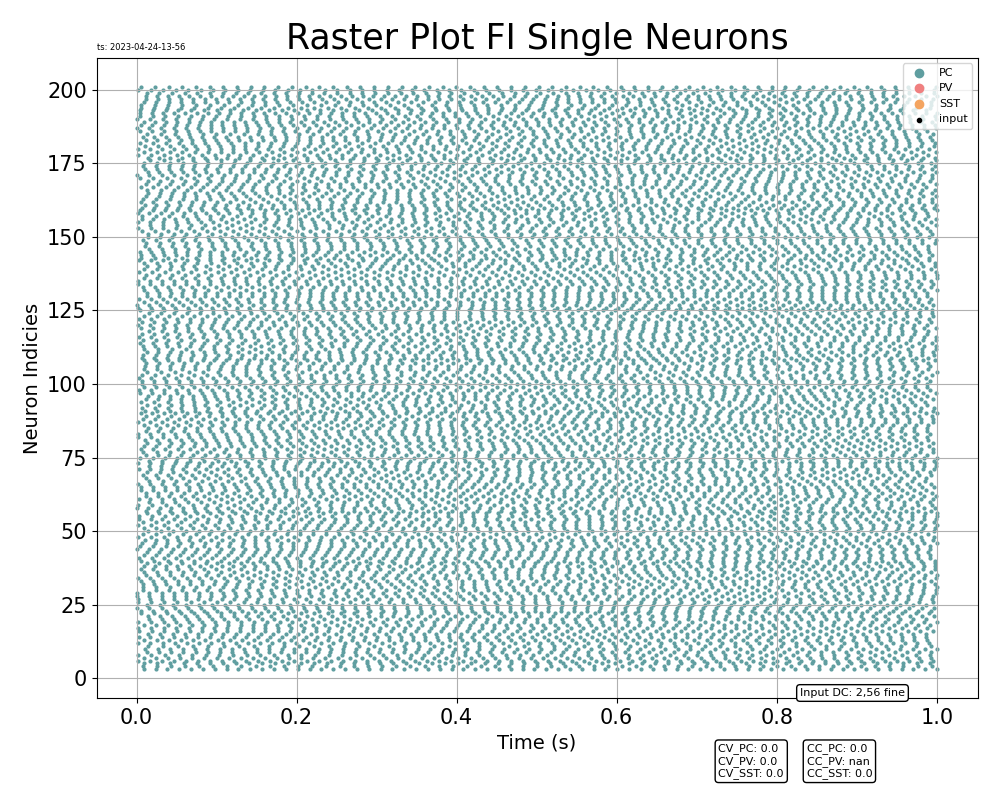 Raster Plot FI Single Neurons
ts: 2023-04-24-13-56
PC
PV
SST
input
Neuron Indicies
200
175
150
125
100
75
50
25
0
0.0 0.2 0.4 0.6 0.8 1.0
Time (s)
Input DC: 2,56 fine
CV_PC: 0.0
CV_PV: 0.0
CV_SST: 0.0
CC_PC: 0.0
CC_PV: nan
CC_SST: 0.0